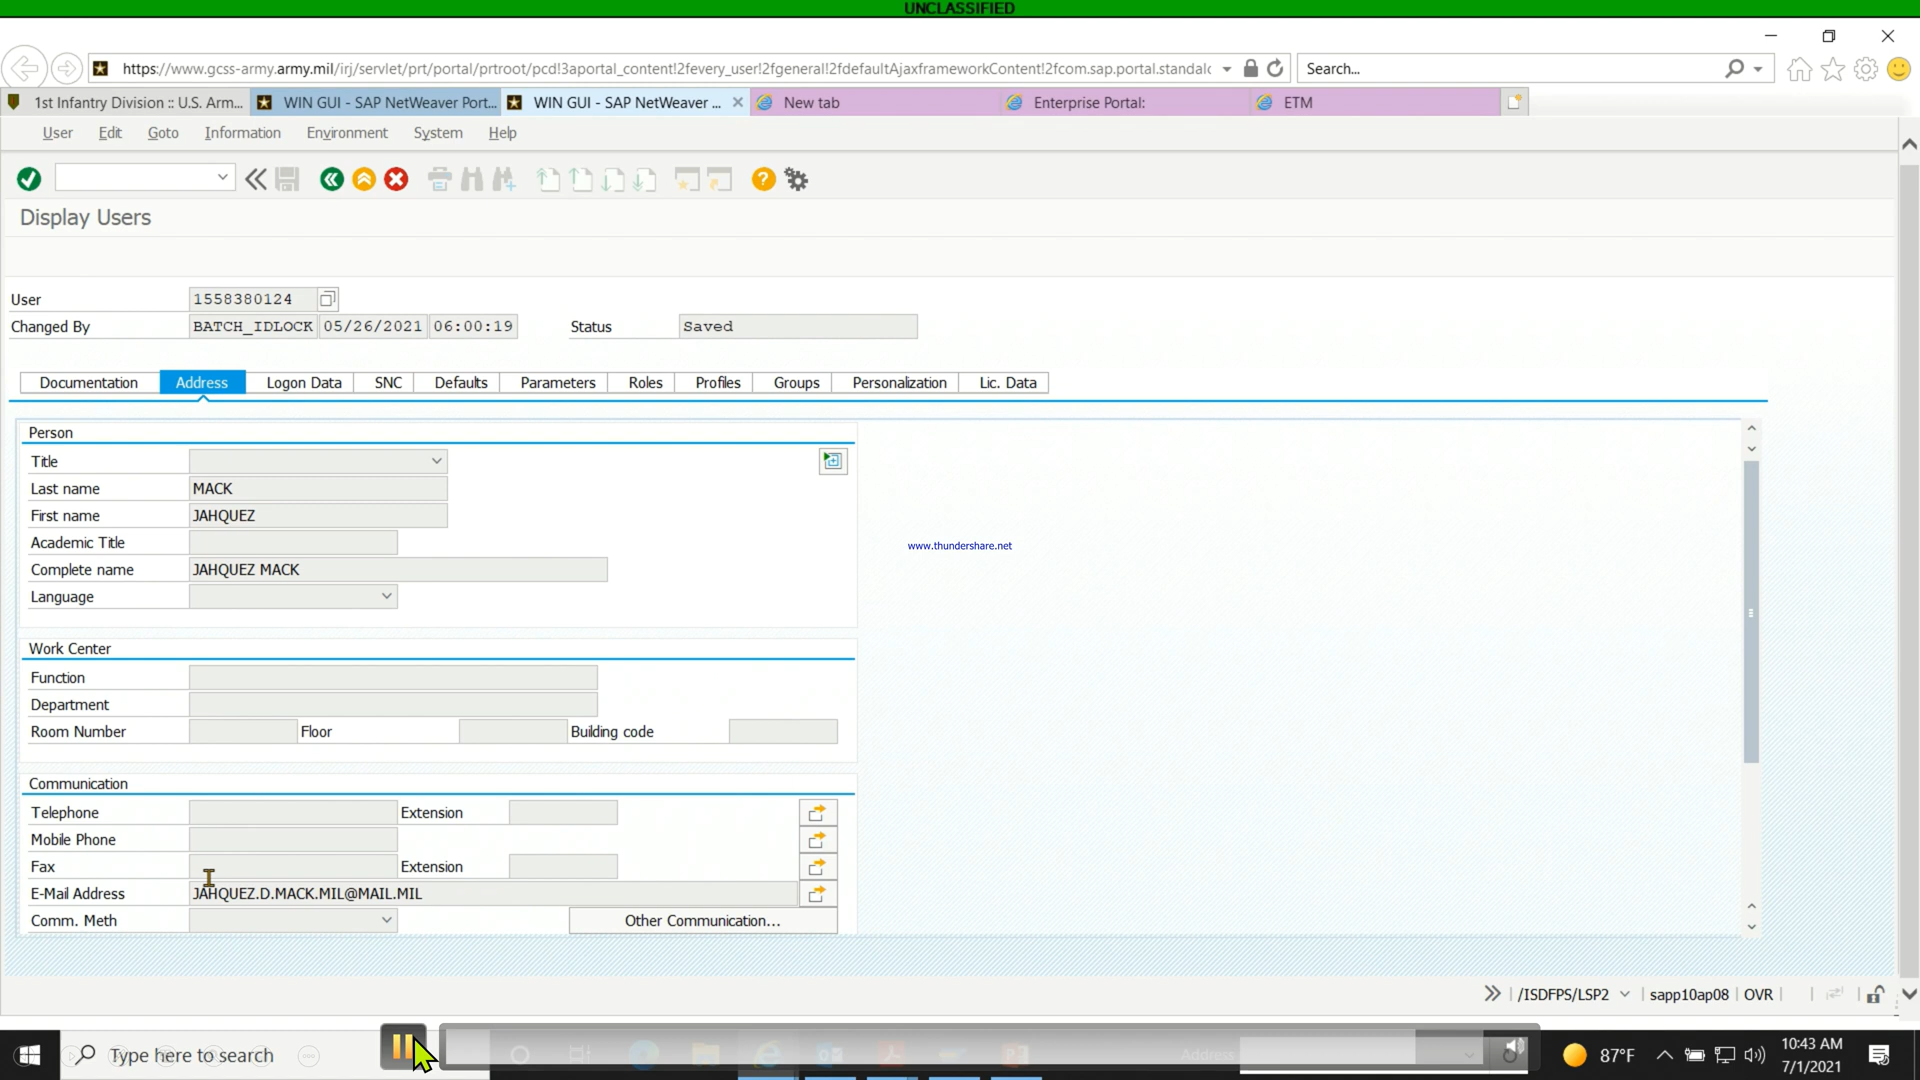 UNCLASSIFIED
https://www.gcss-army.army.mil/irj/servlet/prt/portal/prtroot/pcd!3aportal_content!2fevery_user!2fgeneral!2fdefaultAjaxframeworkContent!2fcom.sap.portal.standalc Search...
1st Infantry Division :: U.S. Arm... WIN GUI - SAP NetWeaver Port... WIN GUI - SAP NetWeaver ... New tab Enterprise Portal: ETM
User Edit Goto Information Environment System Help
Display Users
User 1558380124
Changed By BATCH_IDLOCK 05/26/2021 06:00:19 Status Saved
Documentation Address Logon Data SNC Defaults Parameters Roles Profiles Groups Personalization Lic. Data
Person
Title
Last name MACK
First name JAHQUEZ
www.thundershare.net
Academic Title
Complete name JAHQUEZ MACK
Language
Work Center
Function
Department
Room Number Floor Building code
Communication
Telephone Extension
Mobile Phone
Fax Extension
E-Mail Address JAHQUEZ.D.MACK.MIL@MAIL.MIL
Comm. Meth Other Communication...
/ISDFPS/LSP2 sapp10ap08 OVR
Type here to search Address 87°F 10:43 AM
7/1/2021